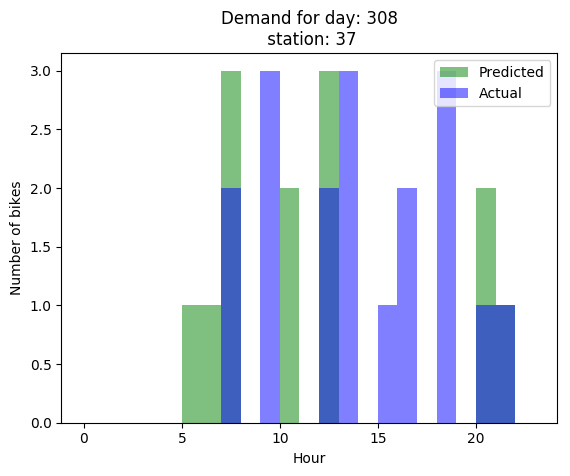 Demand for day: 308
station: 37
3.0
2.5
2.0
1.5
1.0
0.5
0.0
Number of bikes
Predicted
Actual
0 5 10 15 20
Hour